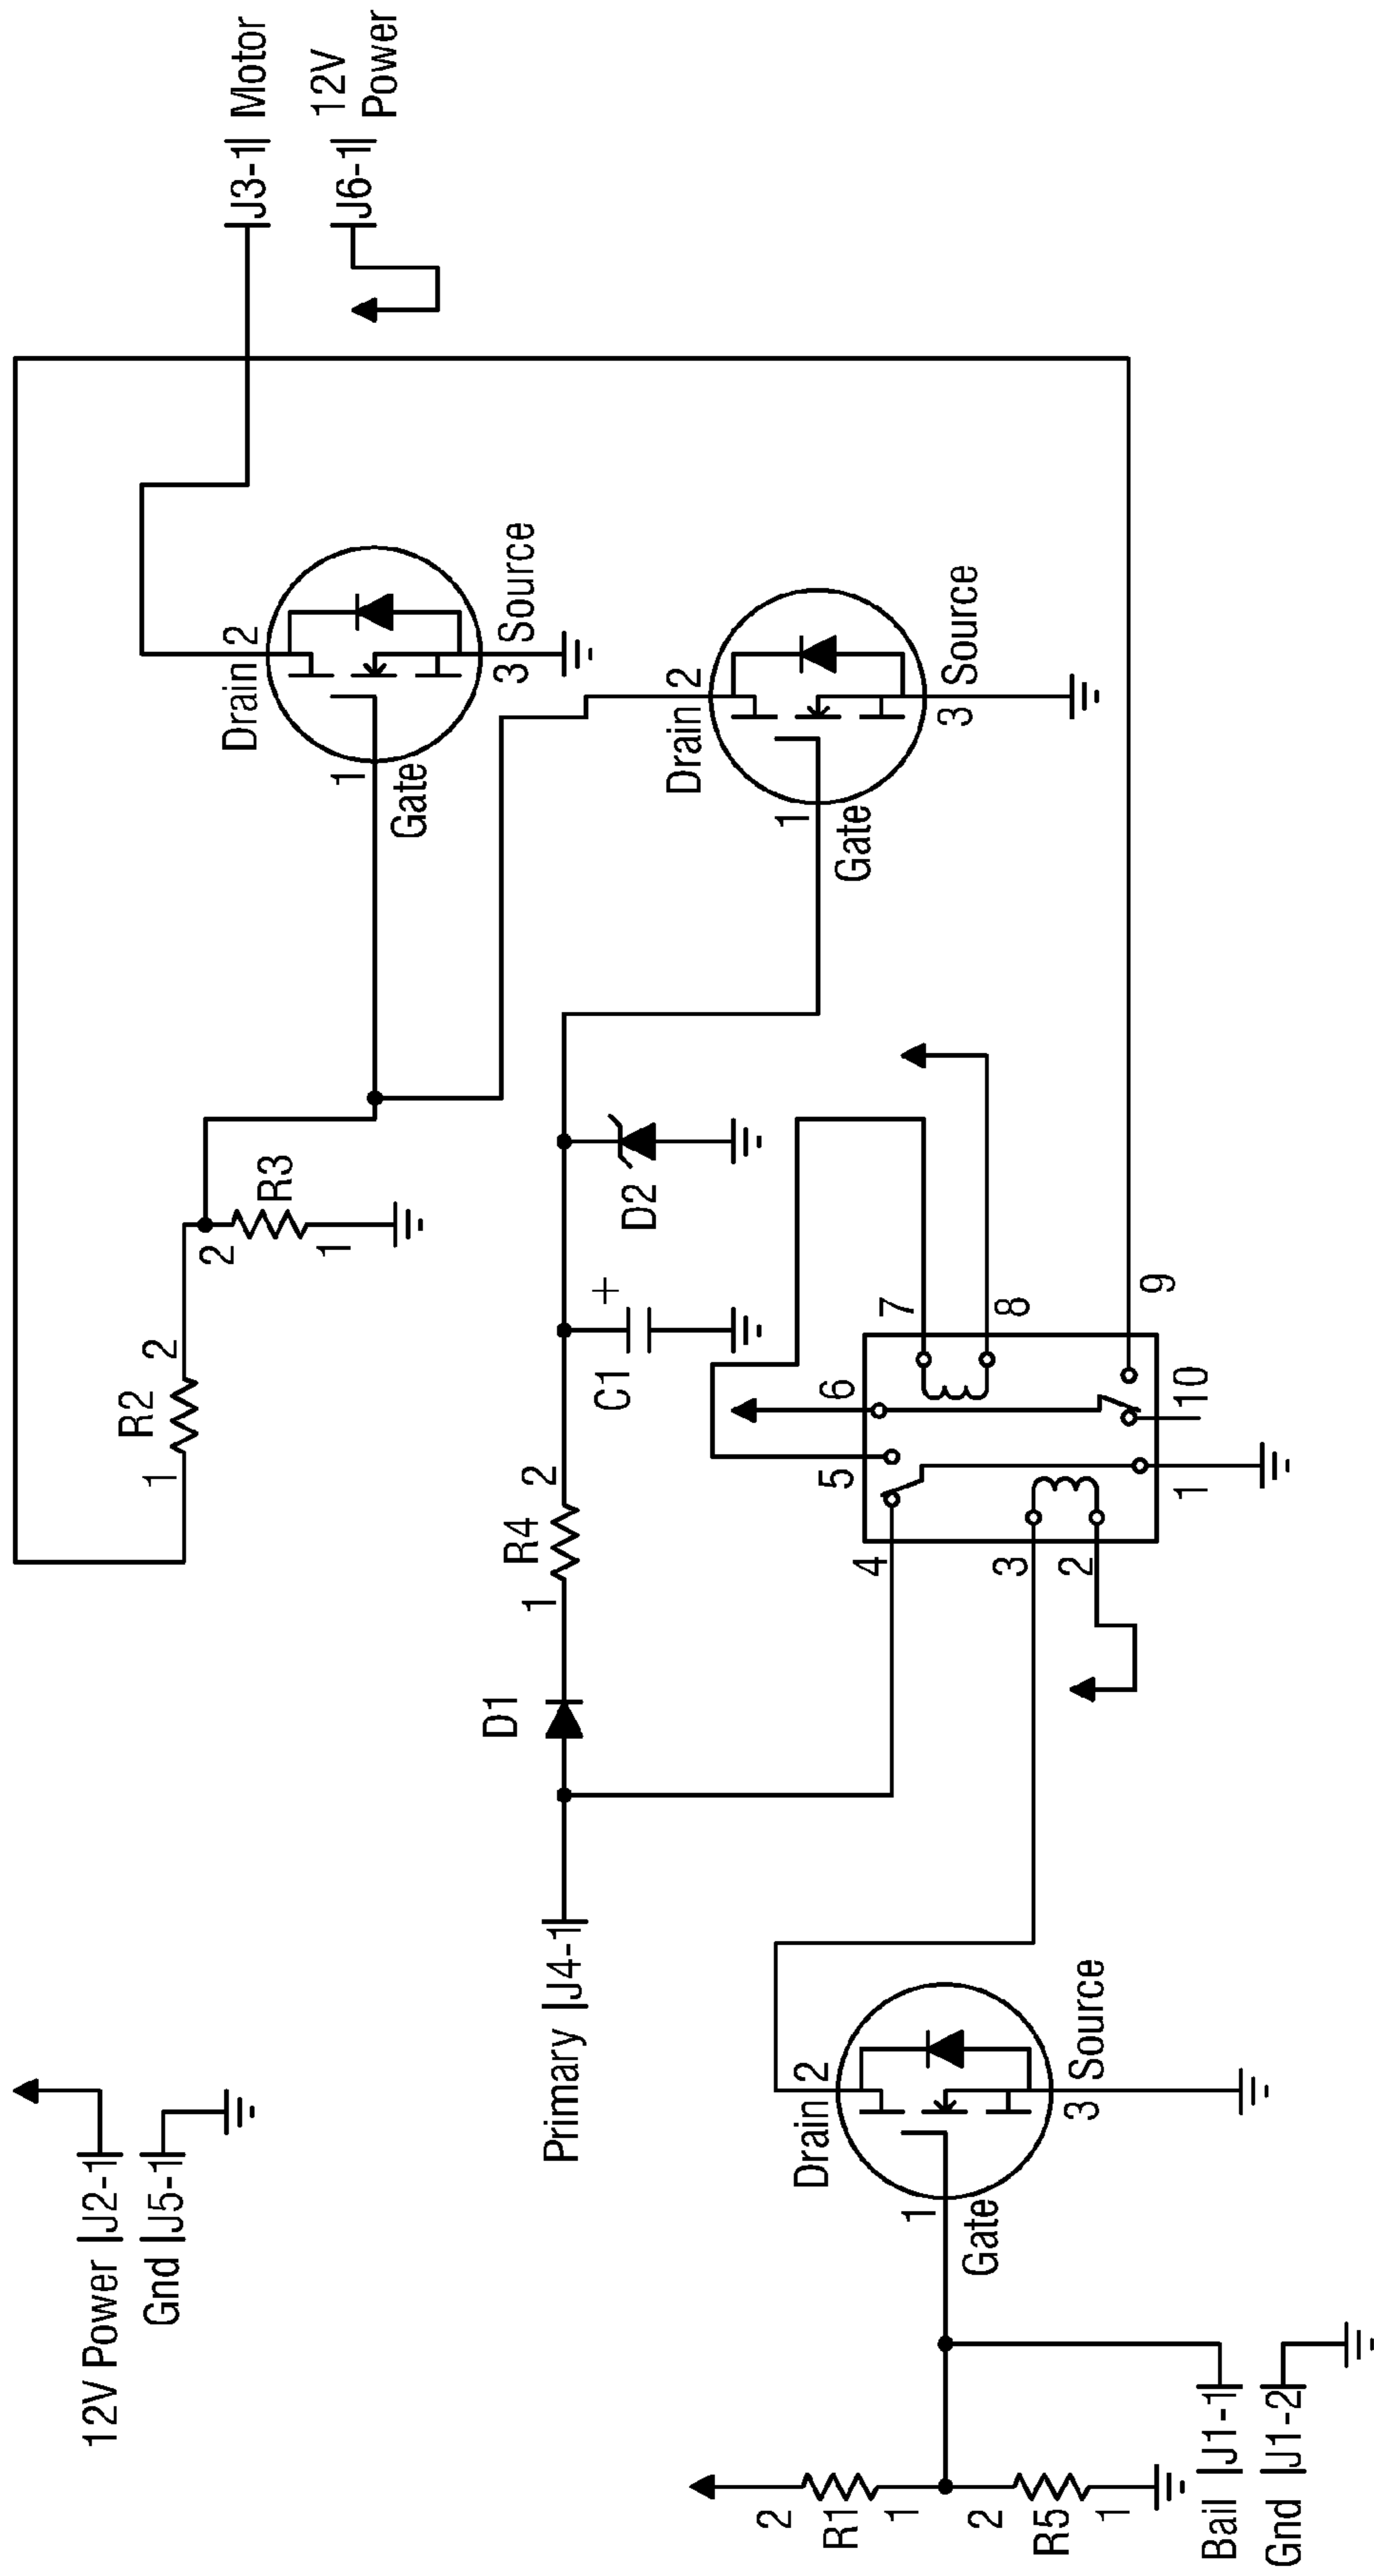 12V Power J2-1
Gnd J5-1
R2
1
2
R3
2
1
J3-1 Motor
J6-1 12V
Power
Drain 2
1
Gate
3 Source
Primary J4-1
D1
R4
1
2
C1
+
D2
Drain 2
1
Gate
3 Source
4
5
6
7
3
2
8
1
10
9
Drain 2
1
Gate
3 Source
2
R1
1
2
R5
1
Bail J1-1
Gnd J1-2